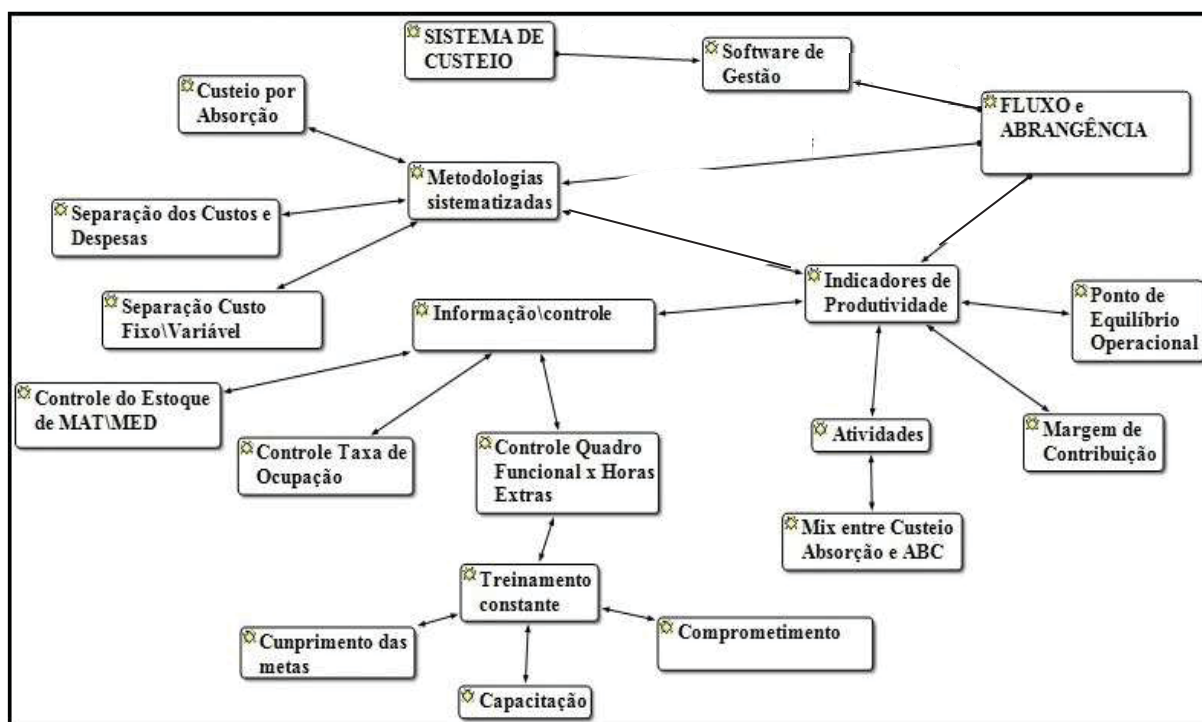 SISTEMA DE
CUSTEIO
Software de
Gestão
Custeio por
Absorção
FLUXO e
ABRANGÊNCIA
Metodologias
sistematizadas
Separação dos Custos e
Despesas
Indicadores de
Produtividade
Separação Custo
Fixo\Variável
Informação\controle
Ponto de
Equilíbrio
Operacional
Controle do Estoque
de MAT\MED
Controle Taxa de
Ocupação
Controle Quadro
Funcional x Horas
Extras
Atividades
Margem de
Contribuição
Mix entre Custeio
Absorção e ABC
Treinamento
constante
Cunprimento das
metas
Comprometimento
Capacitação